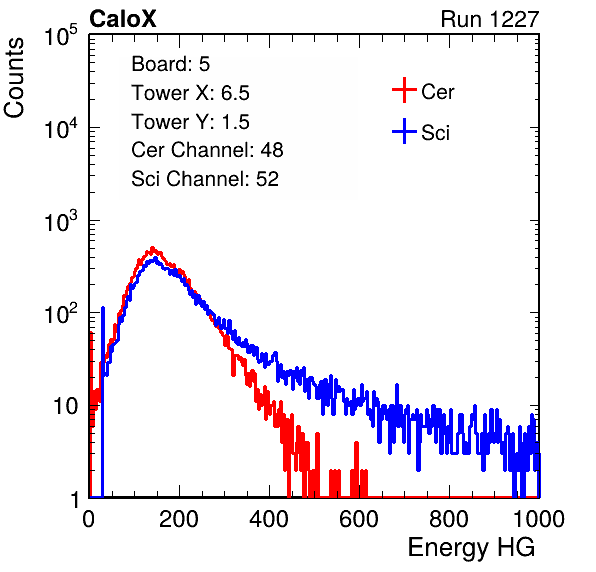 CaloX Run 1227
Counts
10^5
10^4
10^3
10^2
10
1
Board: 5
Tower X: 6.5
Tower Y: 1.5
Cer Channel: 48
Sci Channel: 52
Cer
Sci
0 200 400 600 800 1000
Energy HG